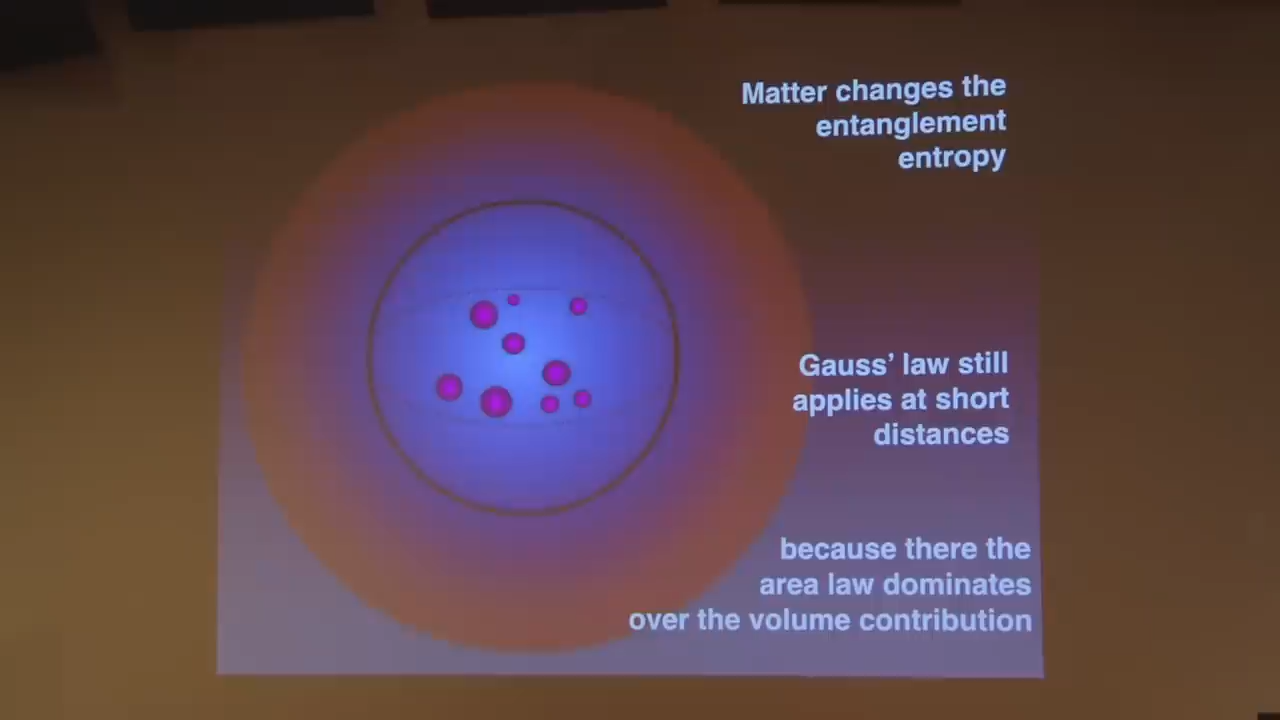 Matter changes the
entanglement
entropy
Gauss’ law still
applies at short
distances
because there the
area law dominates
over the volume contribution